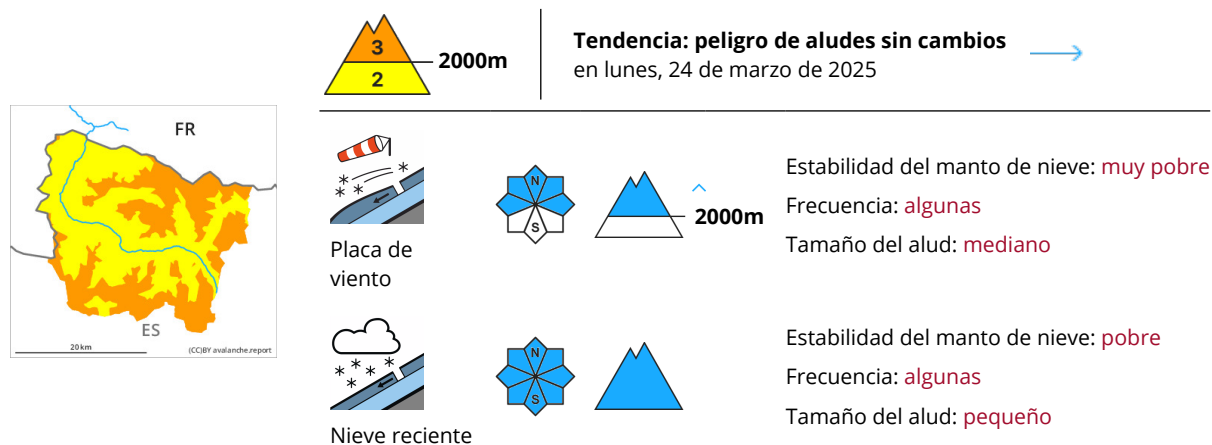 3
2
2000m
Tendencia: peligro de aludes sin cambios
en lunes, 24 de marzo de 2025
FR
ES
20 km
(CC)BY avalanche.report
Placa de
viento
N
S
2000m
Estabilidad del manto de nieve: muy pobre
Frecuencia: algunas
Tamaño del alud: mediano
Nieve reciente
N
S
Estabilidad del manto de nieve: pobre
Frecuencia: algunas
Tamaño del alud: pequeño